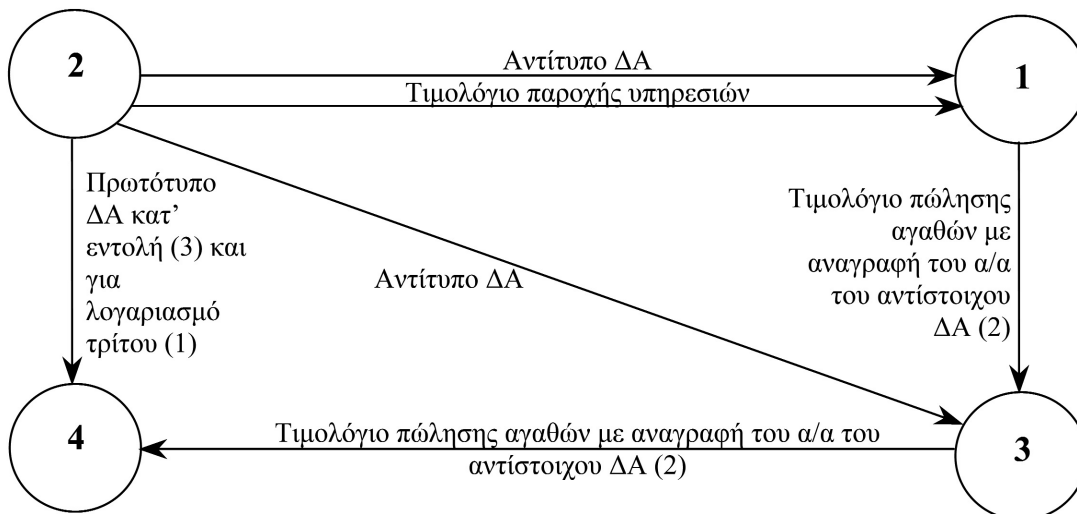 2
Αντίτυπο ΔΑ
1
Τιμολόγιο παροχής υπηρεσιών
Πρωτότυπο
ΔΑ κατ’
εντολή (3) και
για
λογαριασμό
τρίτου (1)
Αντίτυπο ΔΑ
Τιμολόγιο πώλησης
αγαθών με
αναγραφή του α/α
του αντίστοιχου
ΔΑ (2)
4
Τιμολόγιο πώλησης αγαθών με αναγραφή του α/α του
αντίστοιχου ΔΑ (2)
3